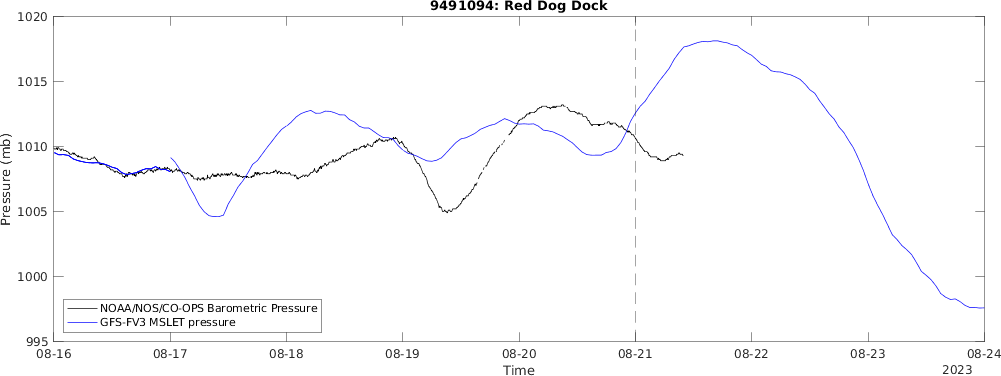 9491094: Red Dog Dock
1020
1015
1010
1005
1000
995
Pressure (mb)
NOAA/NOS/CO-OPS Barometric Pressure
GFS-FV3 MSLET pressure
08-16 08-17 08-18 08-19 08-20 08-21 08-22 08-23 08-24
Time
2023